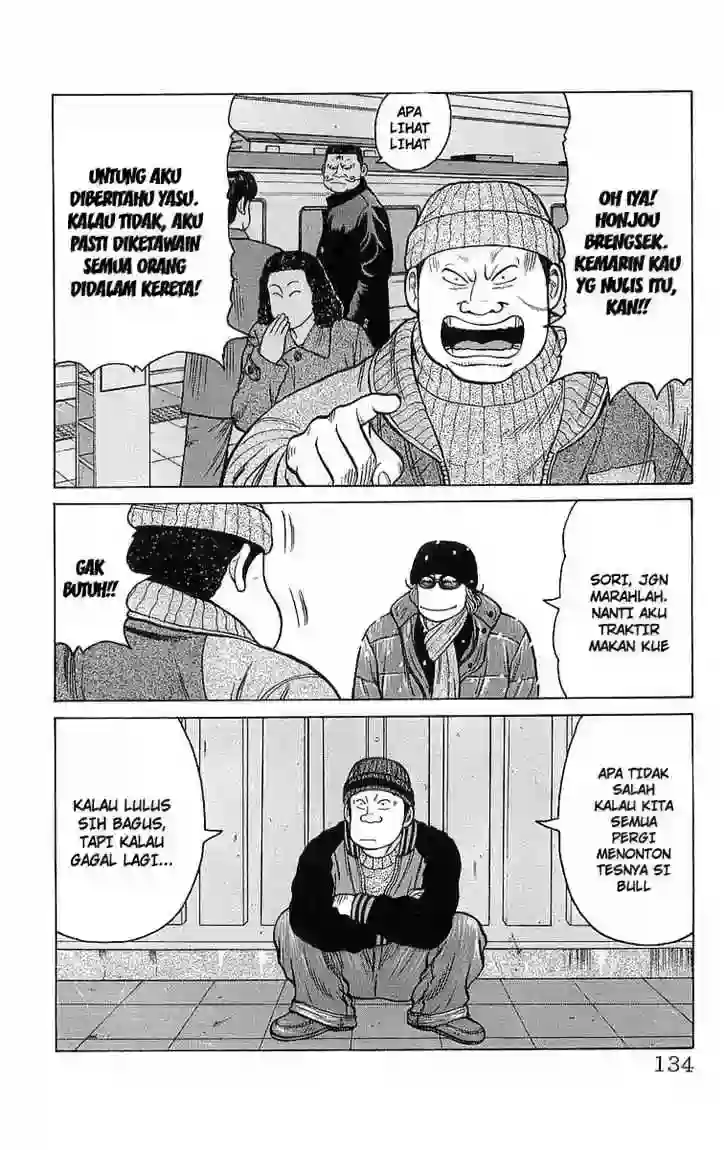 APA
LIHAT
LIHAT
OH IYA!
HONJOU
BRENGSEK.
KEMARIN KAU
YG NULIS ITU,
KAN!!
UNTUNG AKU
DIBERITAHU YASU.
KALAU TIDAK, AKU
PASTI DIKETAWAIN
SEMUA ORANG
DIDALAM KERETA!
SORI, JGN
MARAHLAH.
NANTI AKU
TRAKTIR
MAKAN KUE
GAK
BUTUH!!
APA TIDAK
SALAH
KALAU KITA
SEMUA
PERGI
MENONTON
TESNYA SI
BULL
KALAU LULUS
SIH BAGUS,
TAPI KALAU
GAGAL LAGI...
134